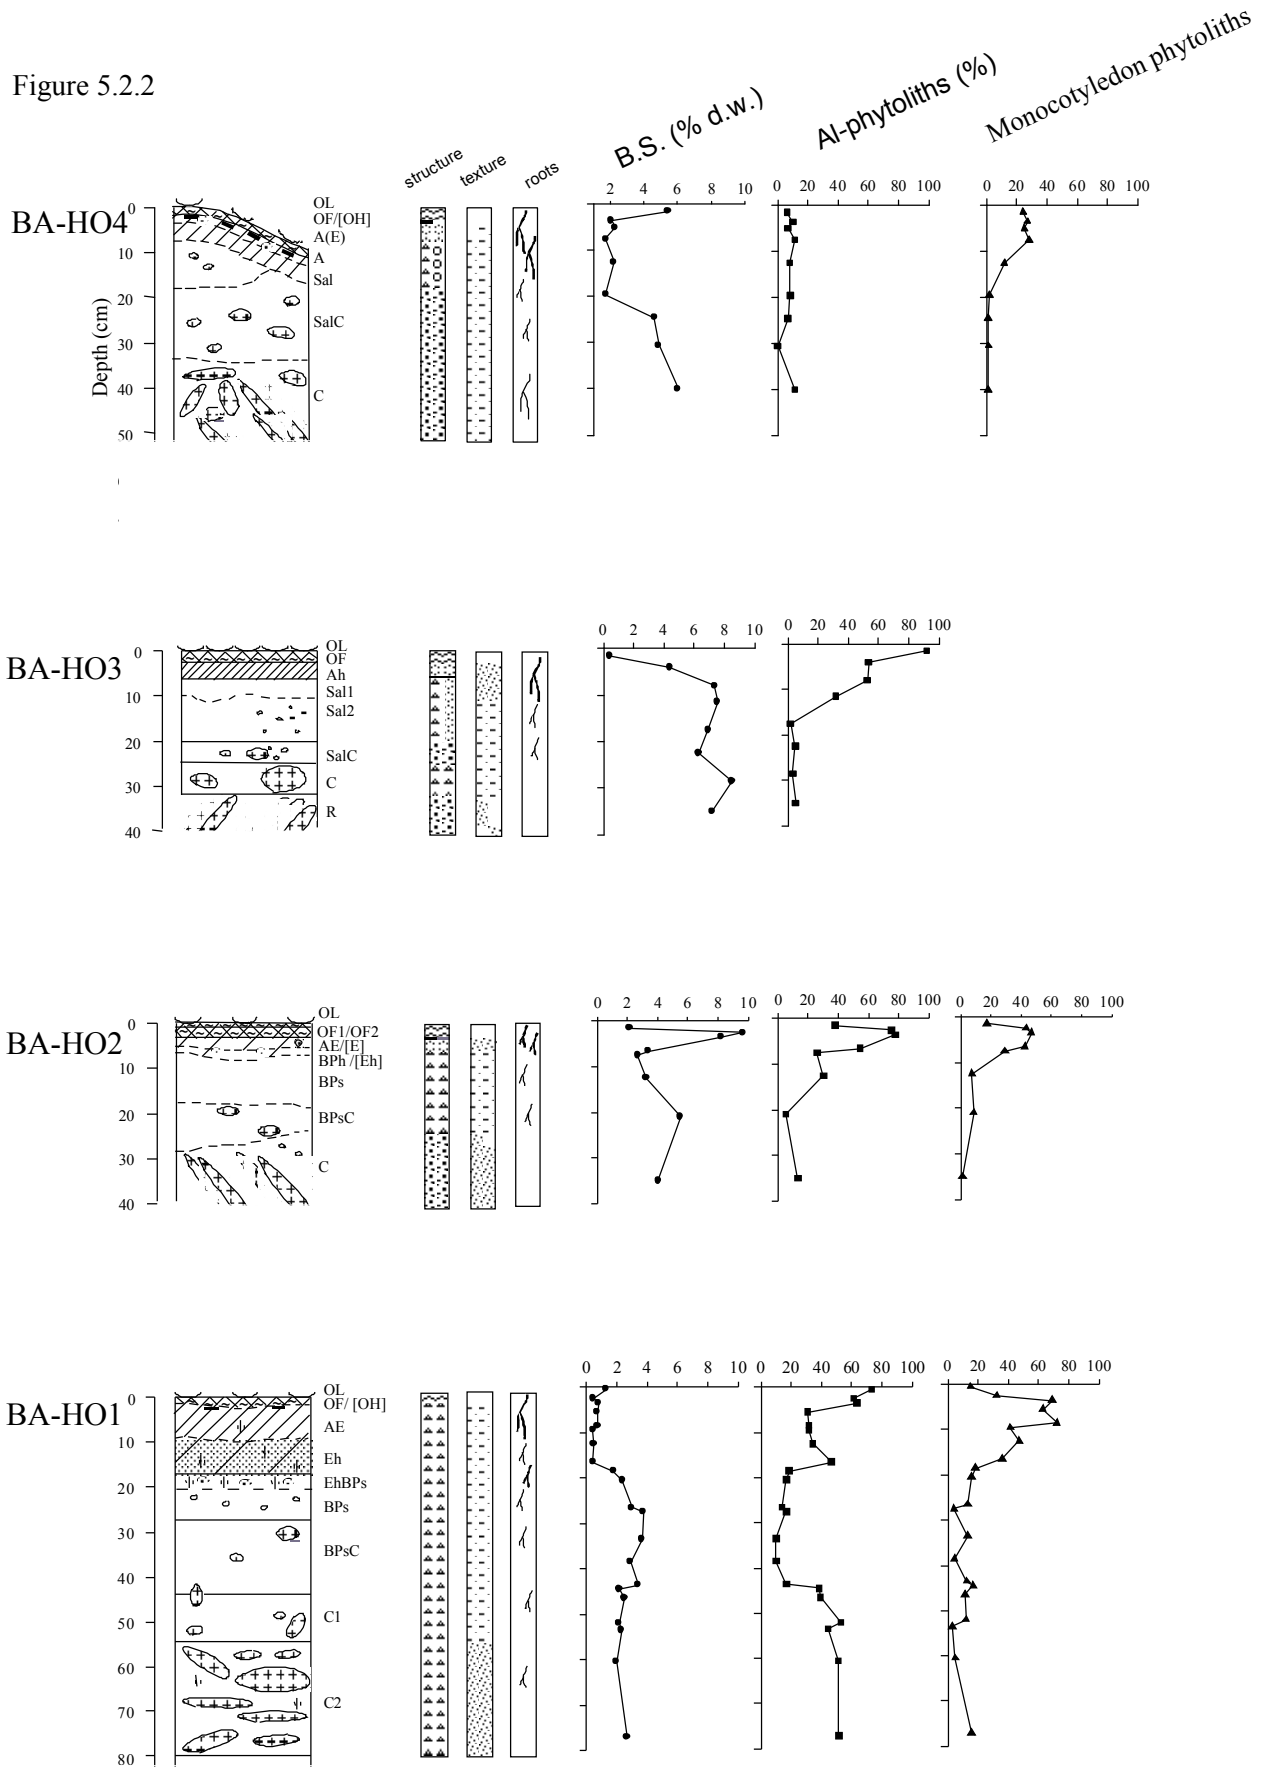 Figure 5.2.2
structure texture roots B.S. (% d.w.) Al-phytoliths (%) Monocotyledon phytoliths
BA-HO4
Depth (cm)
0
10
20
30
40
50
OL
OF/[OH]
A(E)
A
Sal
SalC
C
2 4 6 8 10
0 20 40 60 80 100
0 20 40 60 80 100
BA-HO3
0
10
20
30
40
OL
OF
Ah
Sal1
Sal2
SalC
C
R
0 2 4 6 8 10
0 20 40 60 80 100
BA-HO2
0
10
20
30
40
OL
OF1/OF2
AE/[E]
BPh /[Eh]
BPs
BPsC
C
0 2 4 6 8 10
0 20 40 60 80 100
0 20 40 60 80 100
BA-HO1
0
10
20
30
40
50
60
70
80
OL
OF/ [OH]
AE
Eh
EhBPs
BPs
BPsC
C1
C2
0 2 4 6 8 10
0 20 40 60 80 100
0 20 40 60 80 100